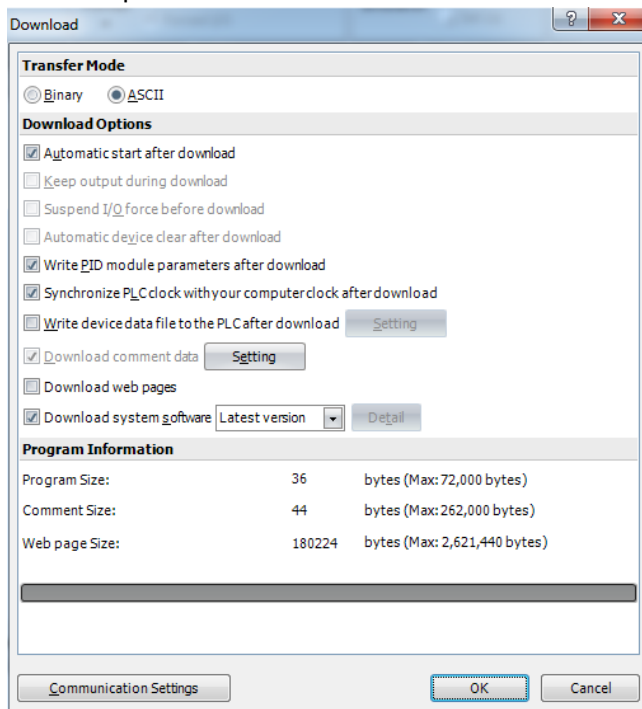 Download
?
X
Transfer Mode
Binary ASCII
Download Options
Automatic start after download
Keep output during download
Suspend I/O force before download
Automatic device clear after download
Write PID module parameters after download
Synchronize PLC clock with your computer clock after download
Write device data file to the PLC after download Setting
Download comment data Setting
Download web pages
Download system software Latest version Detail
Program Information
Program Size: 36 bytes (Max: 72,000 bytes)
Comment Size: 44 bytes (Max: 262,000 bytes)
Web page Size: 180224 bytes (Max: 2,621,440 bytes)
Communication Settings OK Cancel